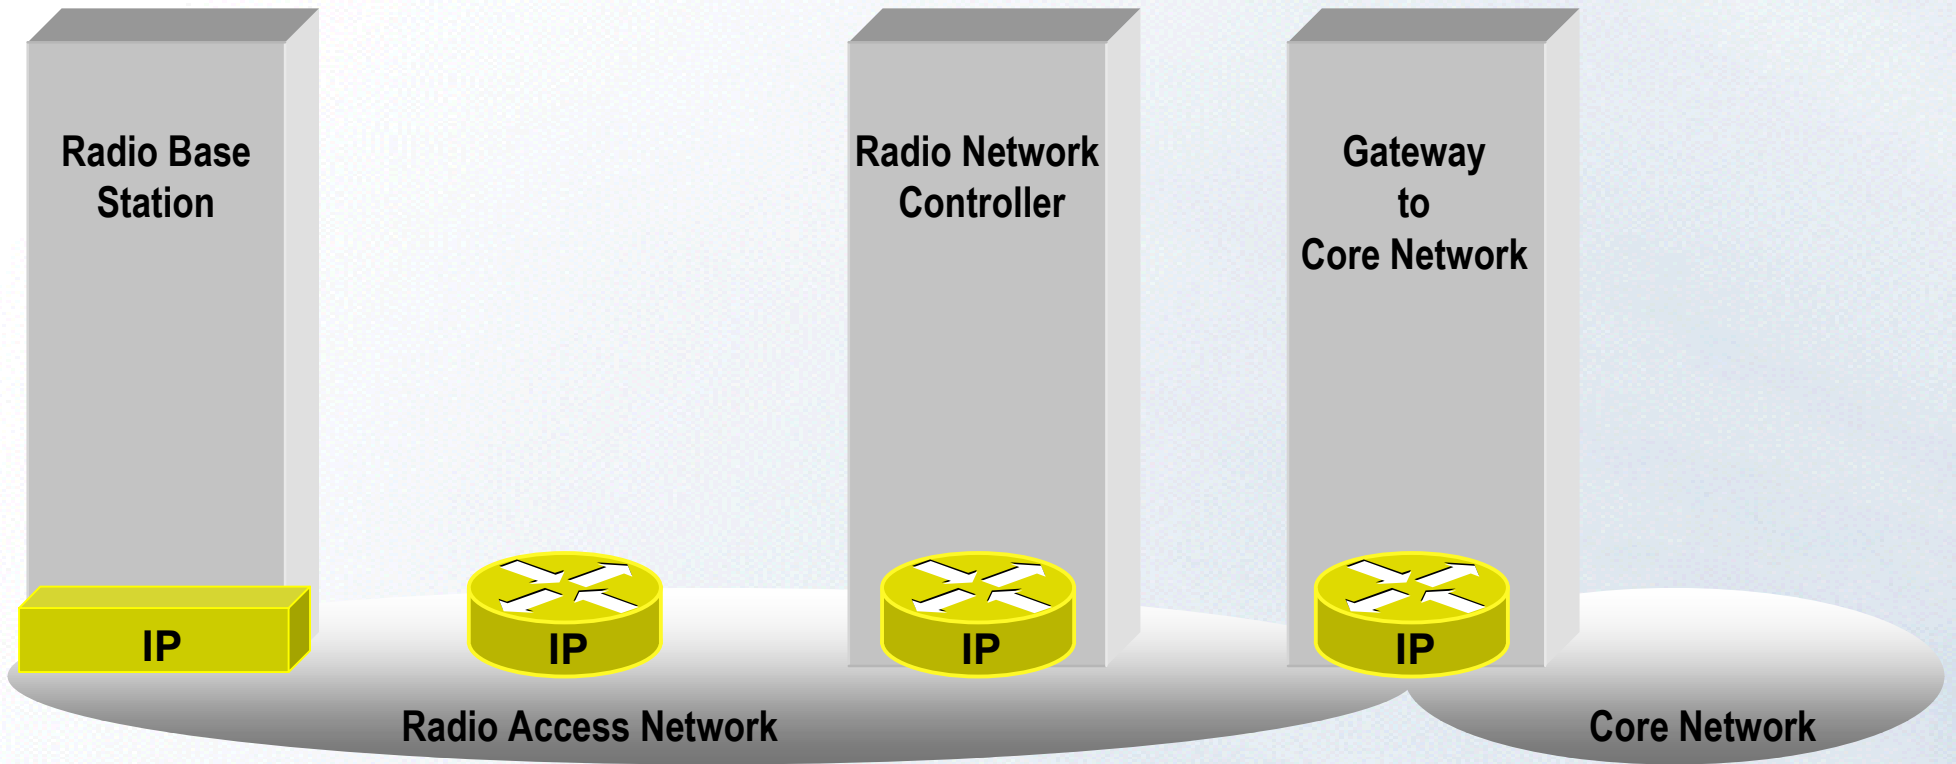 Radio Base
Station
Radio Network
Controller
Gateway
to
Core Network
IP
IP
IP
IP
Radio Access Network
Core Network